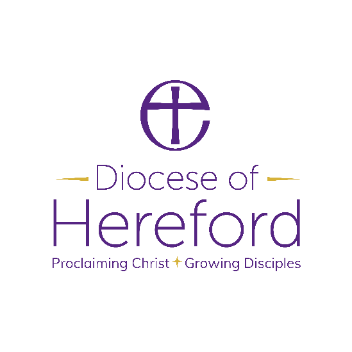 Diocese of
Hereford
Proclaiming Christ Growing Disciples